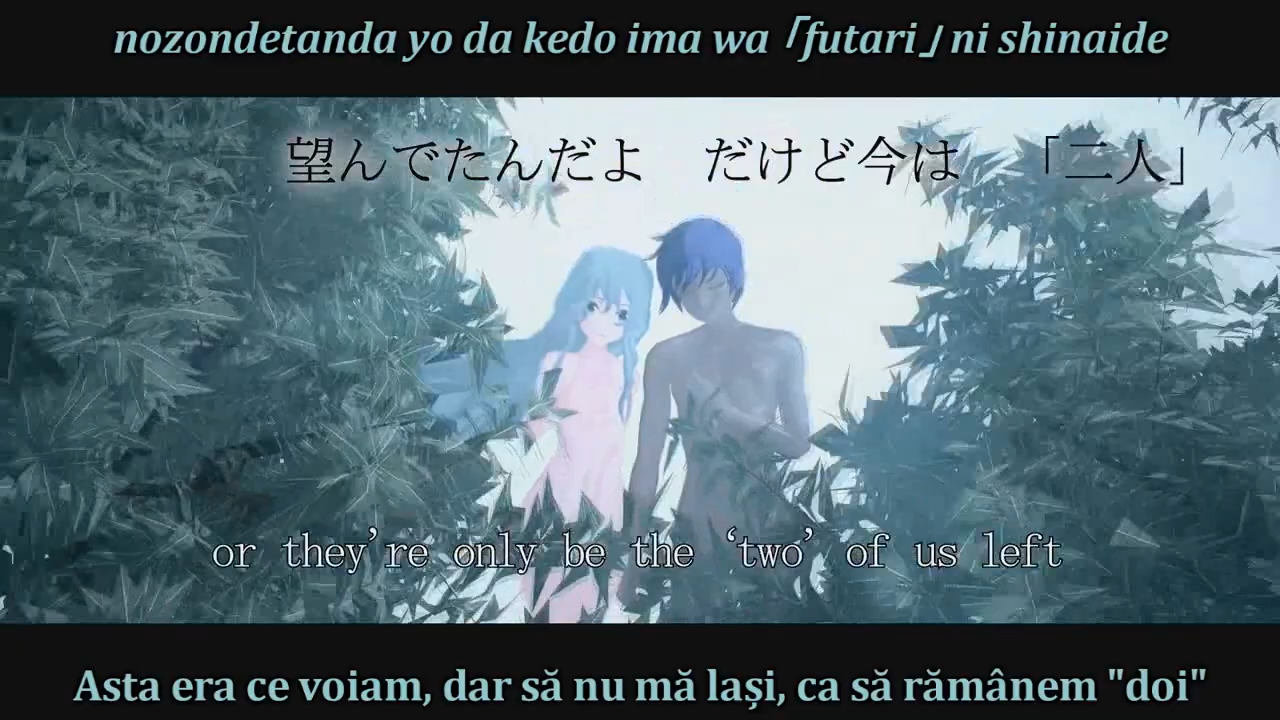 nozondetanda yo da kedo ima wa「futari」ni shinaide
望んでたんだよ　だけど今は　「二人」
or they're only be the ‘two’ of us left
Asta era ce voiam, dar să nu mă lași, ca să rămânem "doi"